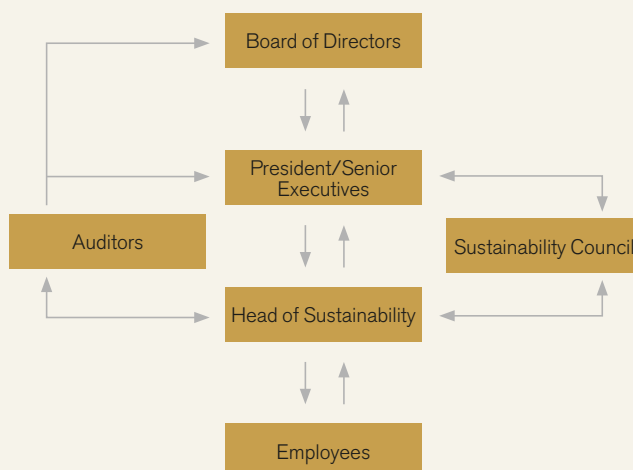 Board of Directors
President/Senior
Executives
Auditors
Sustainability Council
Head of Sustainability
Employees